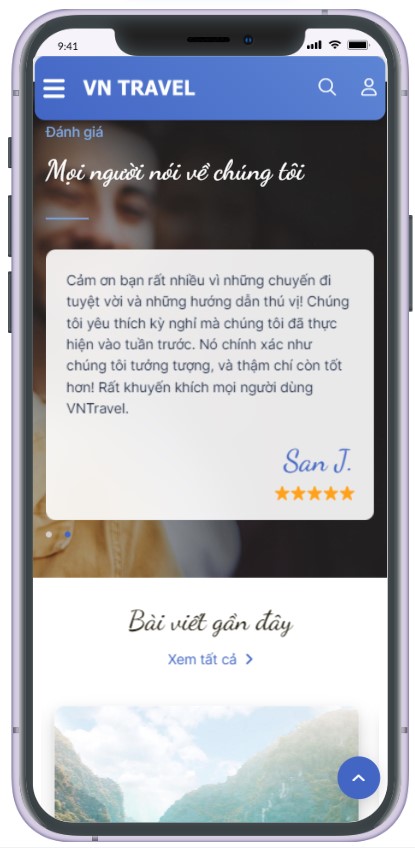 9:41
VN TRAVEL
Đánh giá
Mọi người nói về chúng tôi
Cảm ơn bạn rất nhiều vì những chuyến đi
tuyệt vời và những hướng dẫn thú vị! Chúng
tôi yêu thích kỳ nghỉ mà chúng tôi đã thực
hiện vào tuần trước. Nó chính xác như
chúng tôi tưởng tượng, và thậm chí còn tốt
hơn! Rất khuyến khích mọi người dùng
VNTravel.
San J.
Bài viết gần đây
Xem tất cả